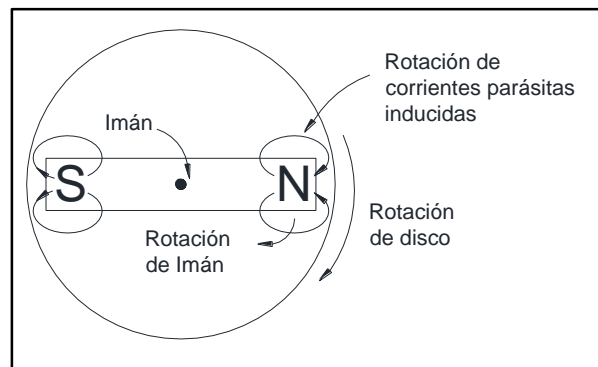 Rotación de
corrientes parásitas
inducidas
Imán
S
N
Rotación
de Imán
Rotación
de disco